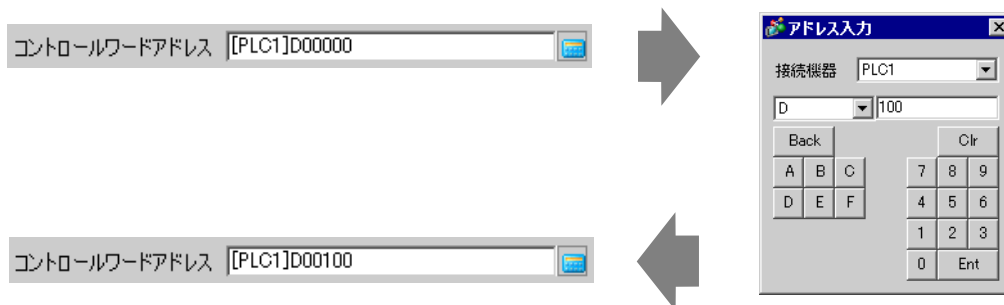 コントロールワードアドレス [PLC1]D00000
アドレス入力
接続機器 PLC1
D 100
Back Clr
A B C 7 8 9
D E F 4 5 6
1 2 3
0 Ent
コントロールワードアドレス [PLC1]D00100